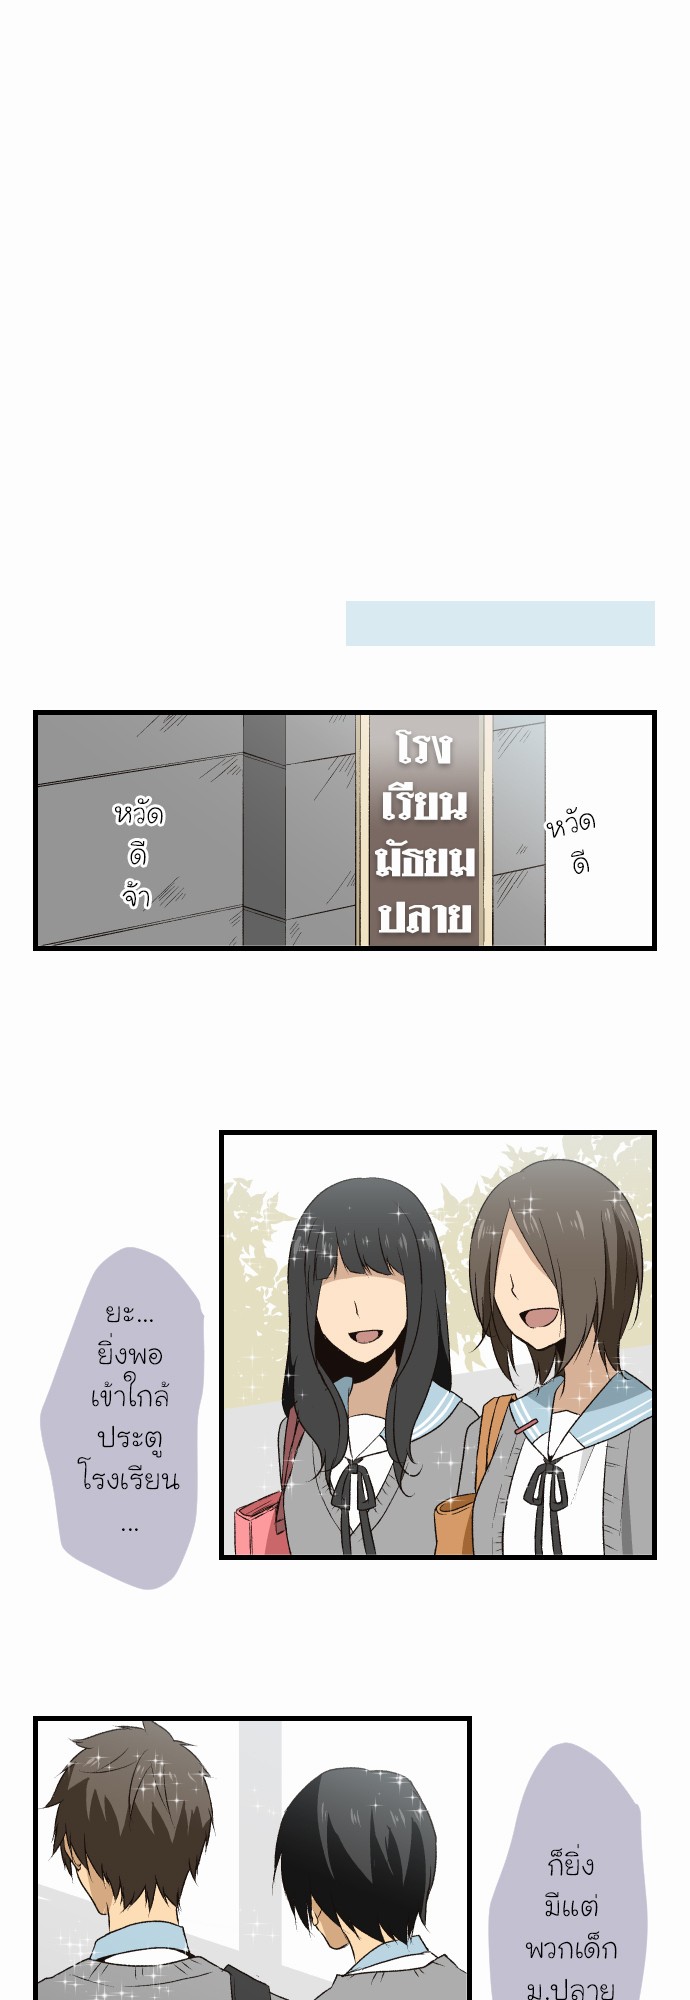 โรง
เรียน
มัธยม
ปลาย
หวัด
ดี
จ้า
หวัด
ดี
ยะ...
ยิ่งพอ
เข้าใกล้
ประตู
โรงเรียน
...
ก็ยิ่ง
มีแต่
พวกเด็ก
ม.ปลาย